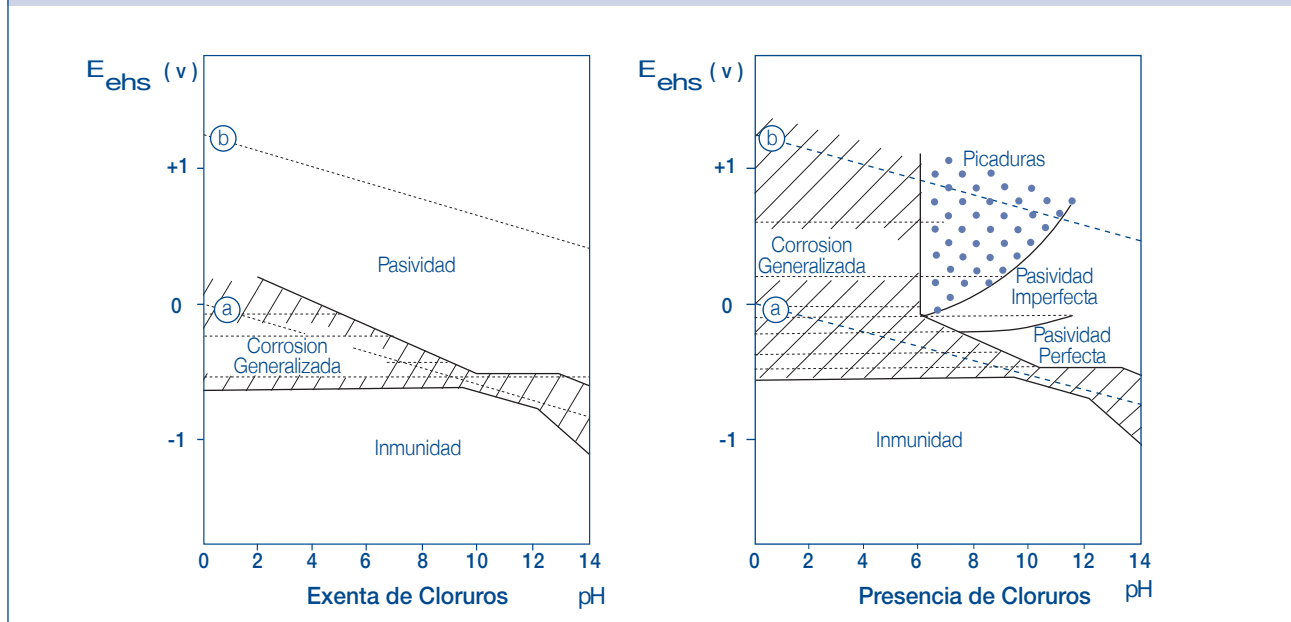 E ehs ( v )
+1
0
-1
b
a
Pasividad
Corrosion
Generalizada
Inmunidad
0 2 4 6 8 10 12 14
Exenta de Cloruros pH
E ehs ( v )
+1
0
-1
b
a
Picaduras
Corrosion
Generalizada
Pasividad
Imperfecta
Pasividad
Perfecta
Inmunidad
0 2 4 6 8 10 12 14
Presencia de Cloruros pH